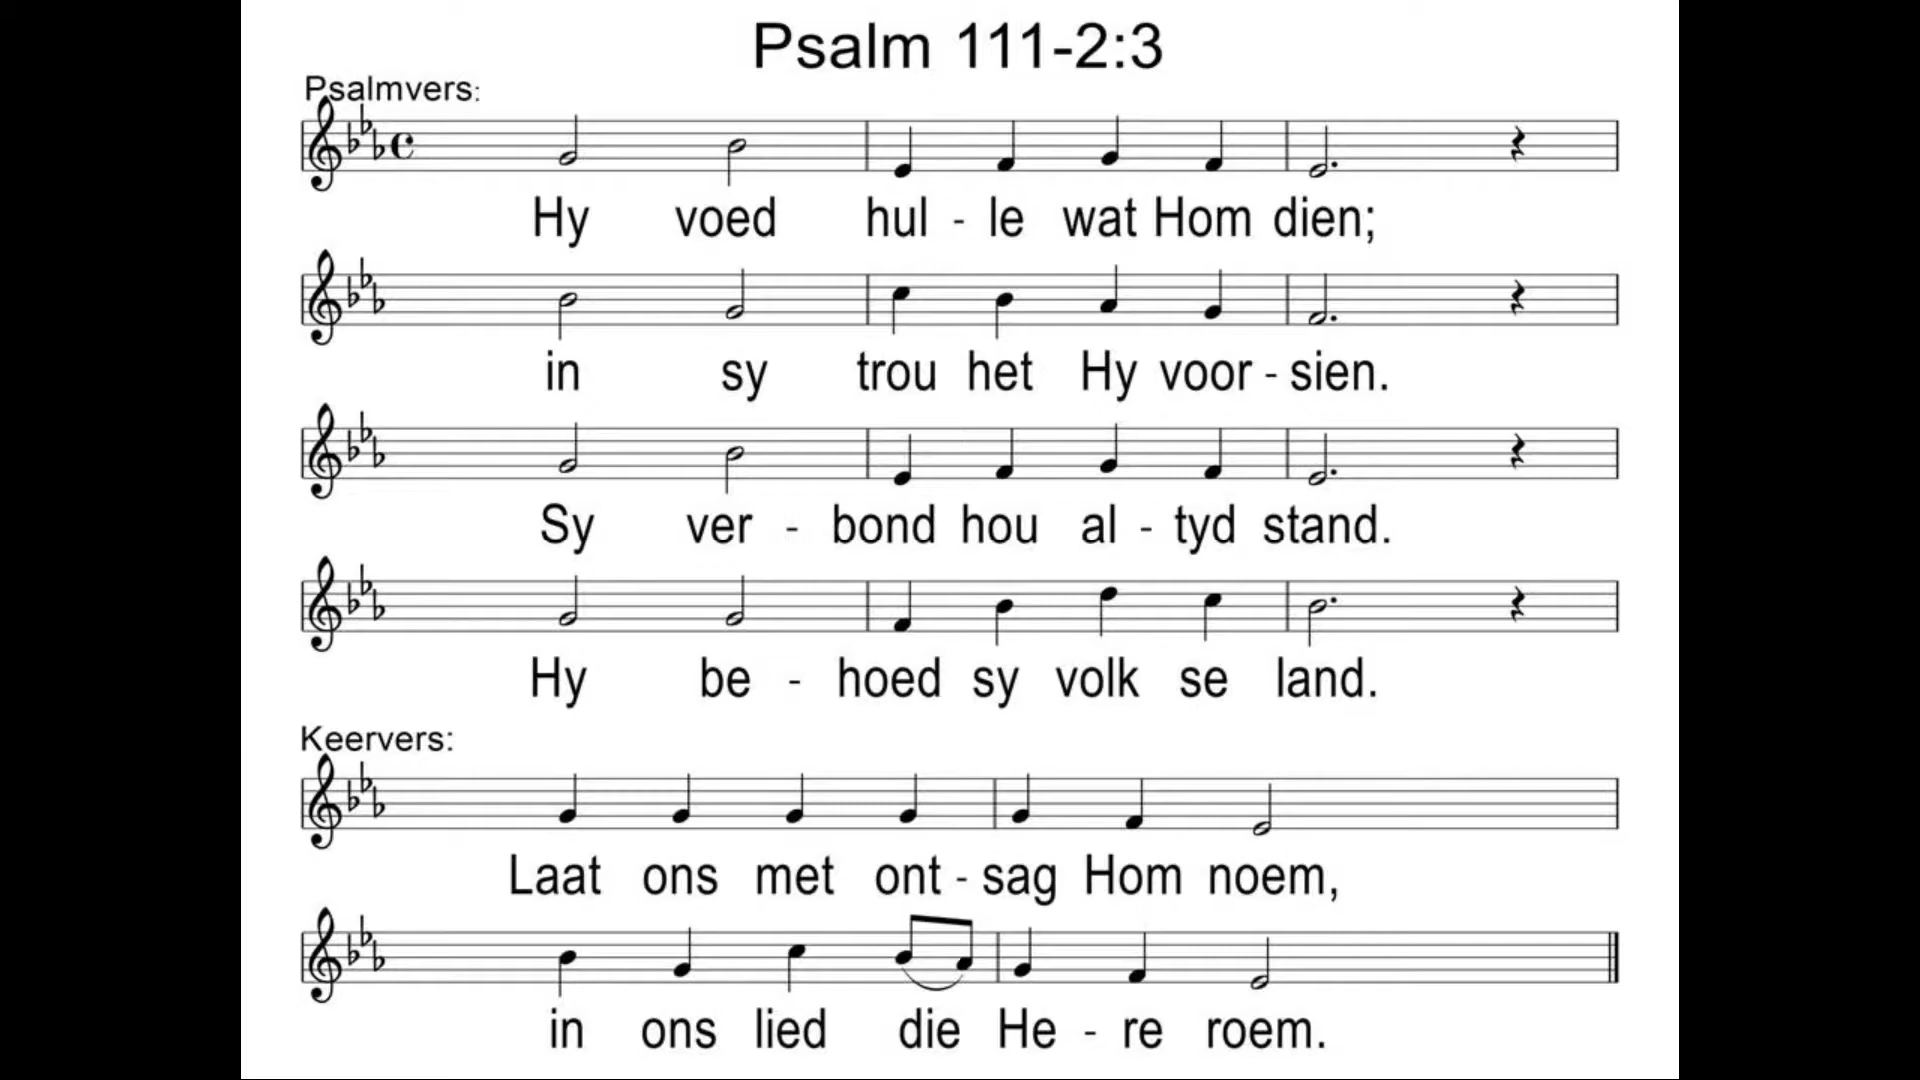 Psalm 111-2:3
Psalmvers:
Hy voed hul - le wat Hom dien;
in sy trou het Hy voor - sien.
Sy ver - bond hou al - tyd stand.
Hy be - hoed sy volk se land.
Keervers:
Laat ons met ont - sag Hom noem,
in ons lied die He - re roem.